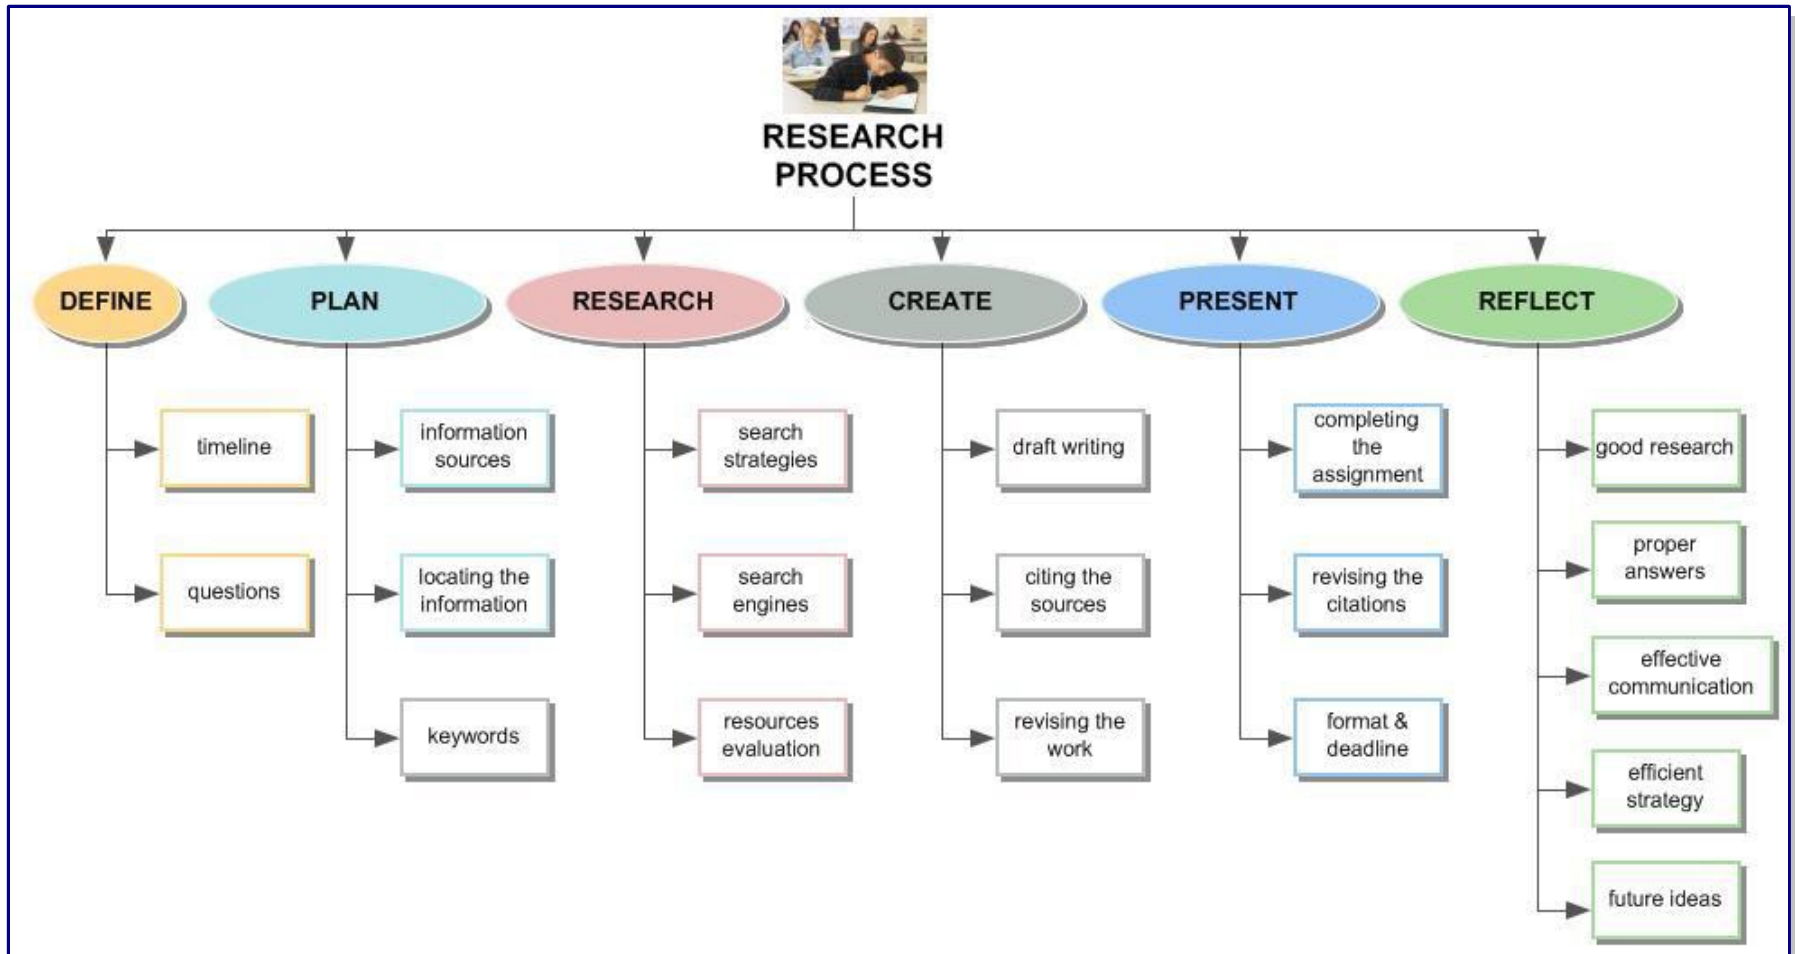 RESEARCH
PROCESS
DEFINE
PLAN
RESEARCH
CREATE
PRESENT
REFLECT
timeline
questions
information
sources
locating the
information
keywords
search
strategies
search
engines
resources
evaluation
draft writing
citing the
sources
revising the
work
completing
the
assignment
revising the
citations
format &
deadline
good research
proper
answers
effective
communication
efficient
strategy
future ideas